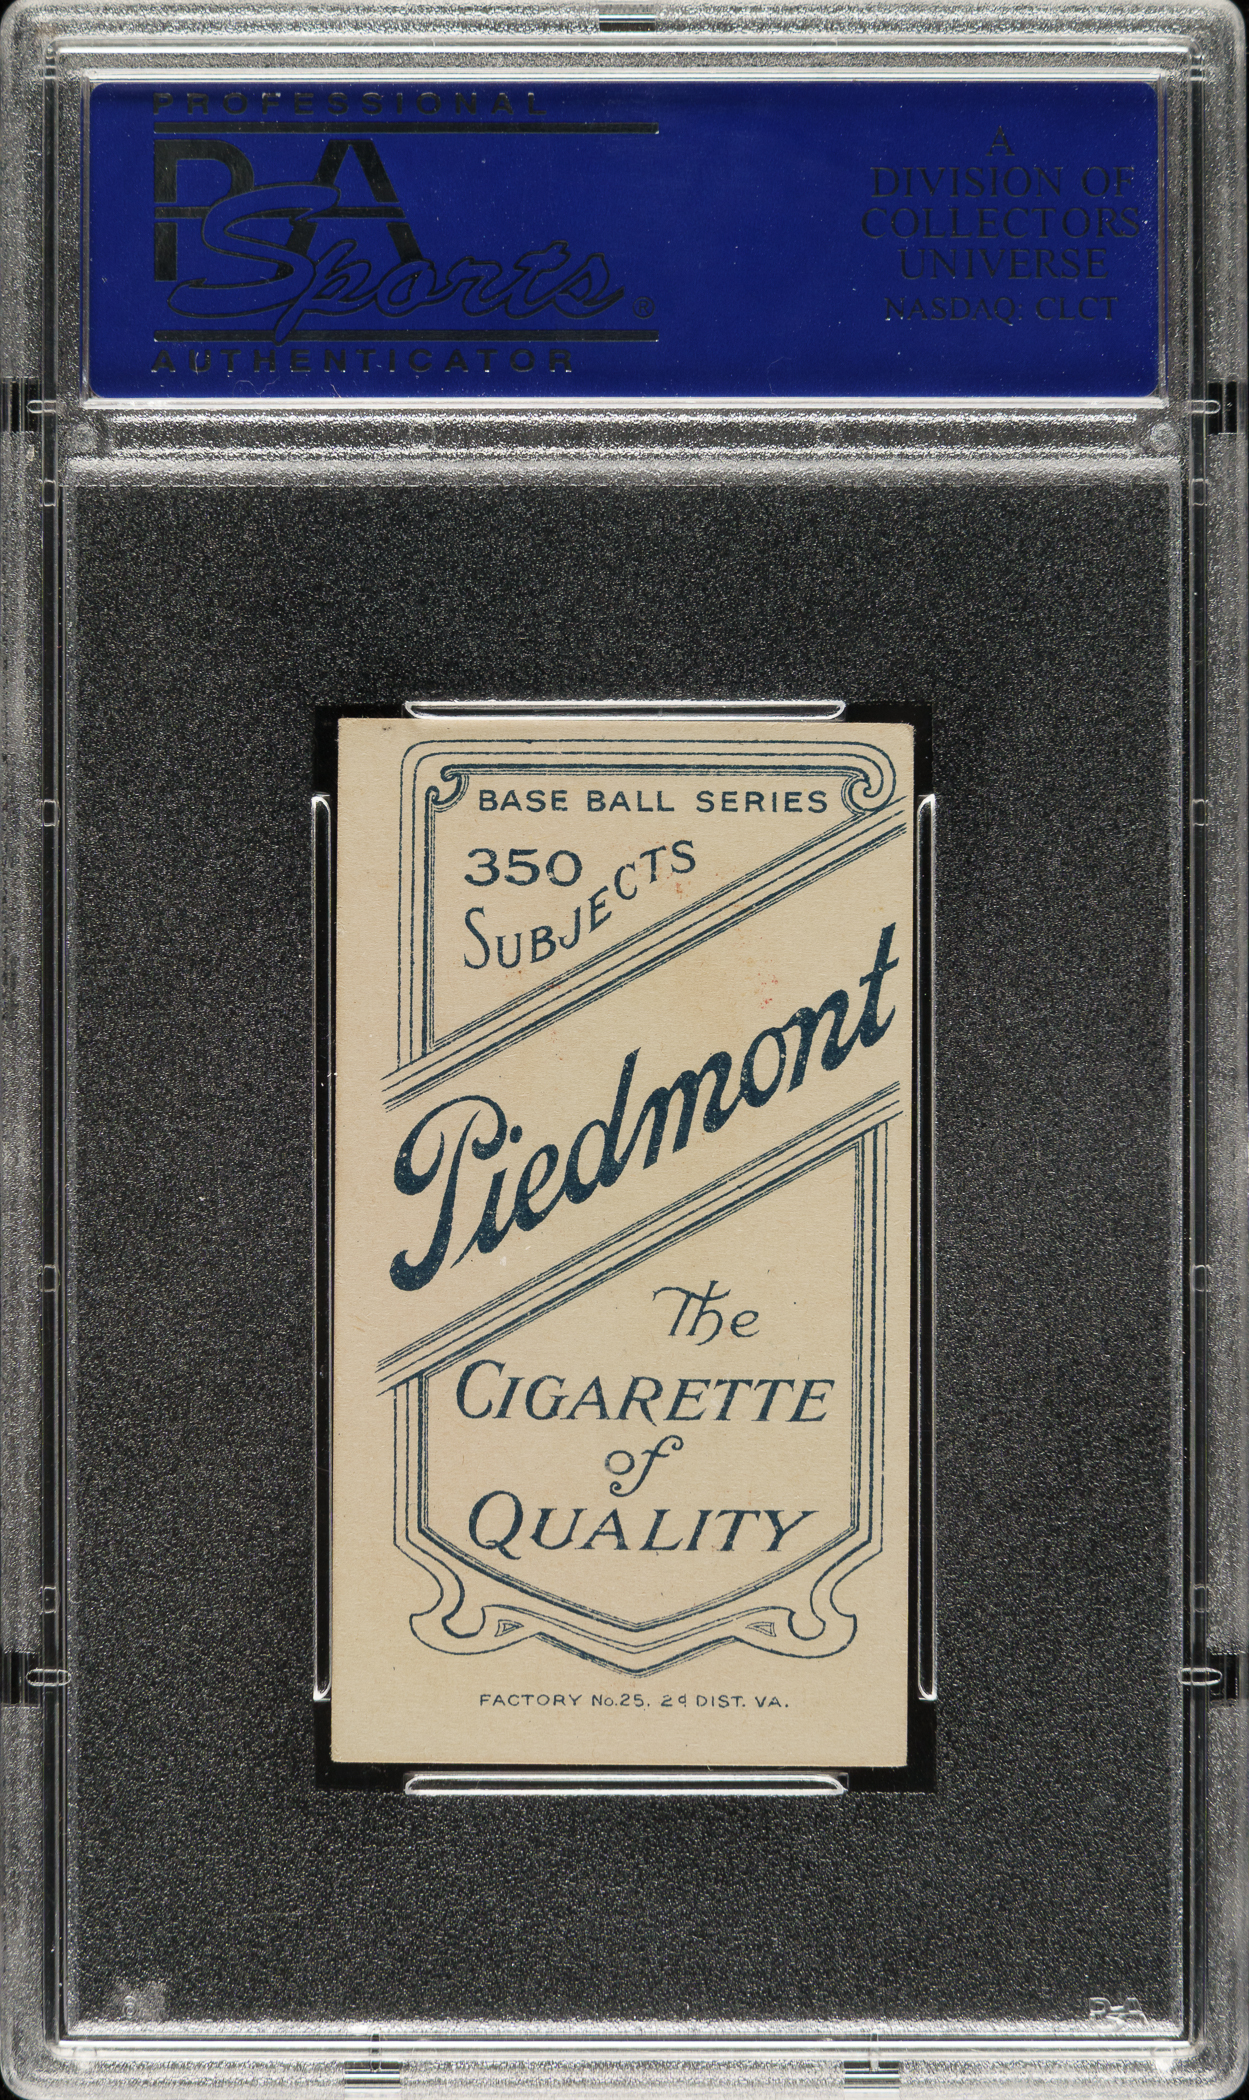 PROFESSIONAL
PSA
Sports®
AUTHENTICATOR
A
DIVISION OF
COLLECTORS
UNIVERSE
NASDAQ: CLCT
BASE BALL SERIES
350
SUBJECTS
Piedmont
The
CIGARETTE
of
QUALITY
FACTORY No. 25. 2d DIST. VA.
PSA